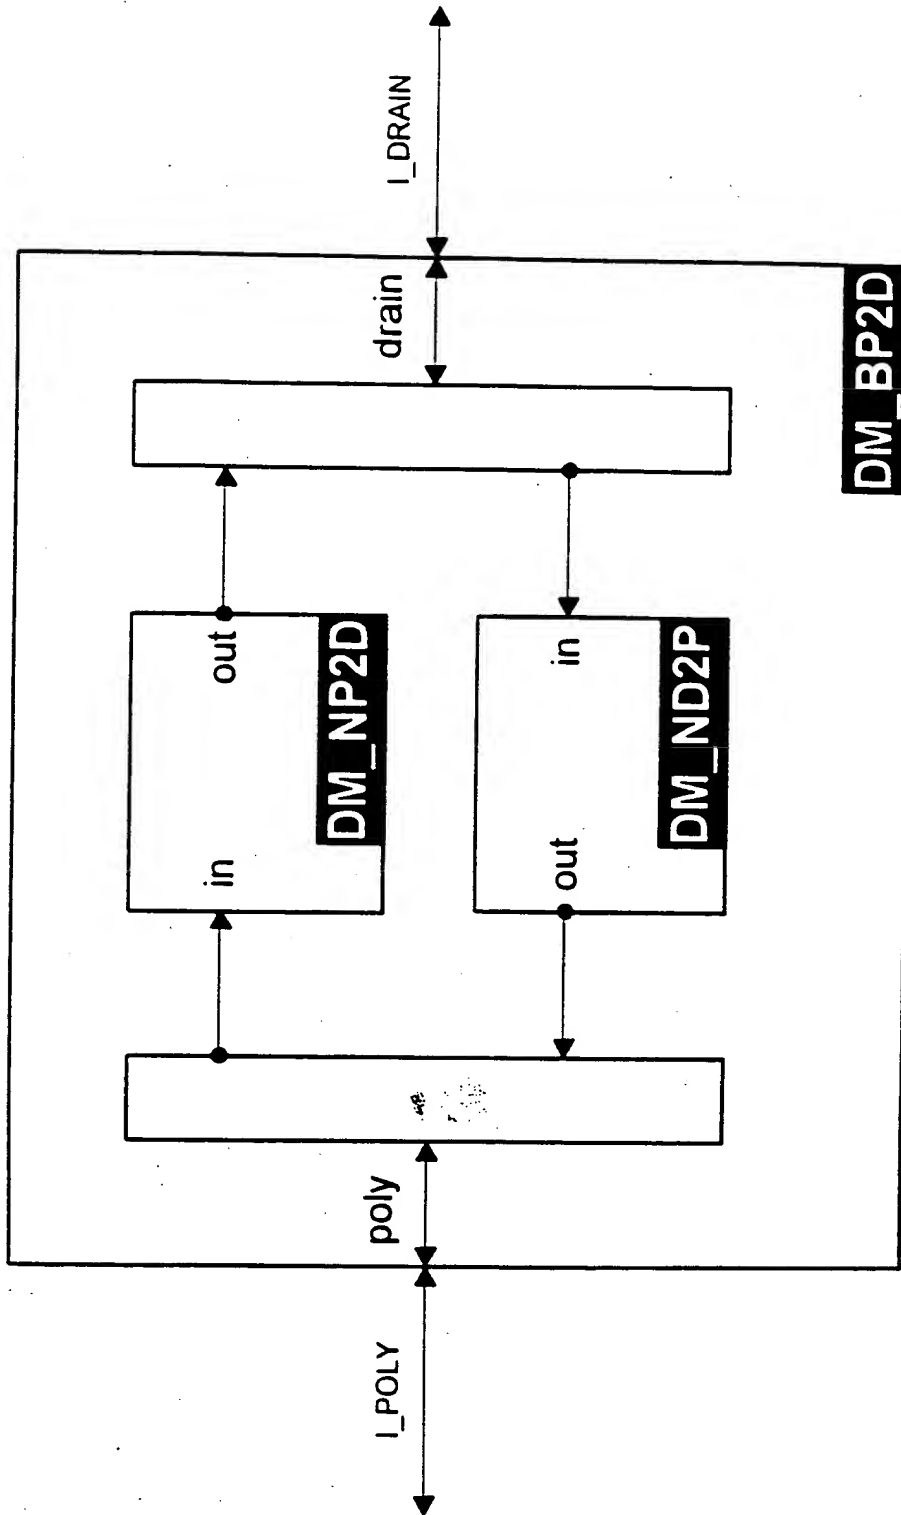 I_POLY
poly
in
out
DM_NP2D
out
in
DM_ND2P
drain
I_DRAIN
DM_BP2D